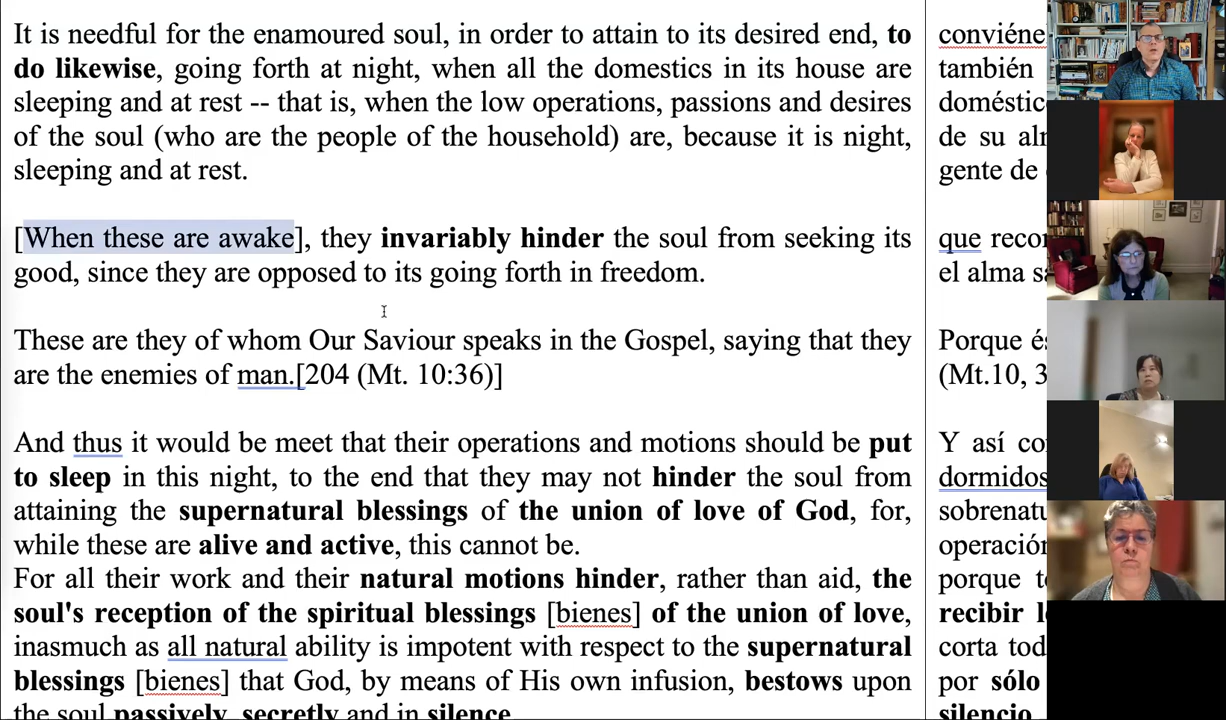 It is needful for the enamoured soul, in order to attain to its desired end, to
do likewise, going forth at night, when all the domestics in its house are
sleeping and at rest -- that is, when the low operations, passions and desires
of the soul (who are the people of the household) are, because it is night,
sleeping and at rest.
[When these are awake], they invariably hinder the soul from seeking its
good, since they are opposed to its going forth in freedom.
These are they of whom Our Saviour speaks in the Gospel, saying that they
are the enemies of man.[204 (Mt. 10:36)]
And thus it would be meet that their operations and motions should be put
to sleep in this night, to the end that they may not hinder the soul from
attaining the supernatural blessings of the union of love of God, for,
while these are alive and active, this cannot be.
For all their work and their natural motions hinder, rather than aid, the
soul's reception of the spiritual blessings [bienes] of the union of love,
inasmuch as all natural ability is impotent with respect to the supernatural
blessings [bienes] that God, by means of His own infusion, bestows upon
the soul passively, secretly and in silence.
conviéne
también
doméstic
de su aln
gente de
que recor
el alma sa
Porque és
(Mt.10, 3
Y así co
dormidos
sobrenatu
operación
porque to
recibir l
corta tod
por sólo
silencio